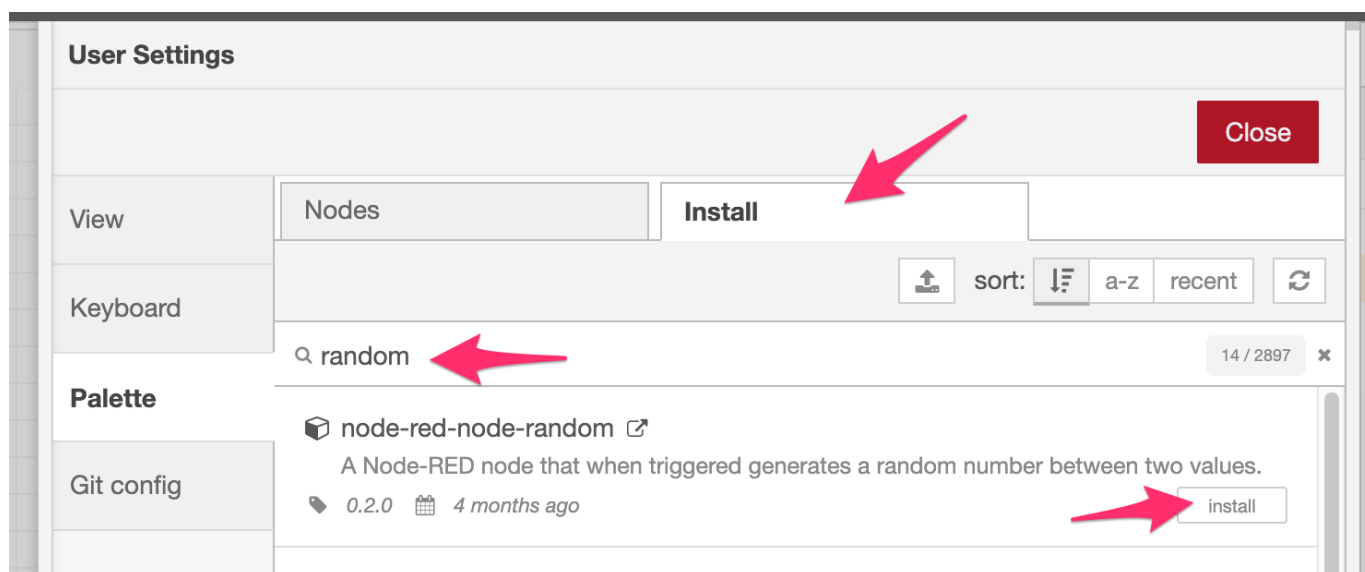 User Settings
Close
View
Nodes
Install
sort:
a-z
recent
Keyboard
random
14 / 2897
Palette
node-red-node-random
A Node-RED node that when triggered generates a random number between two values.
Git config
0.2.0
4 months ago
install